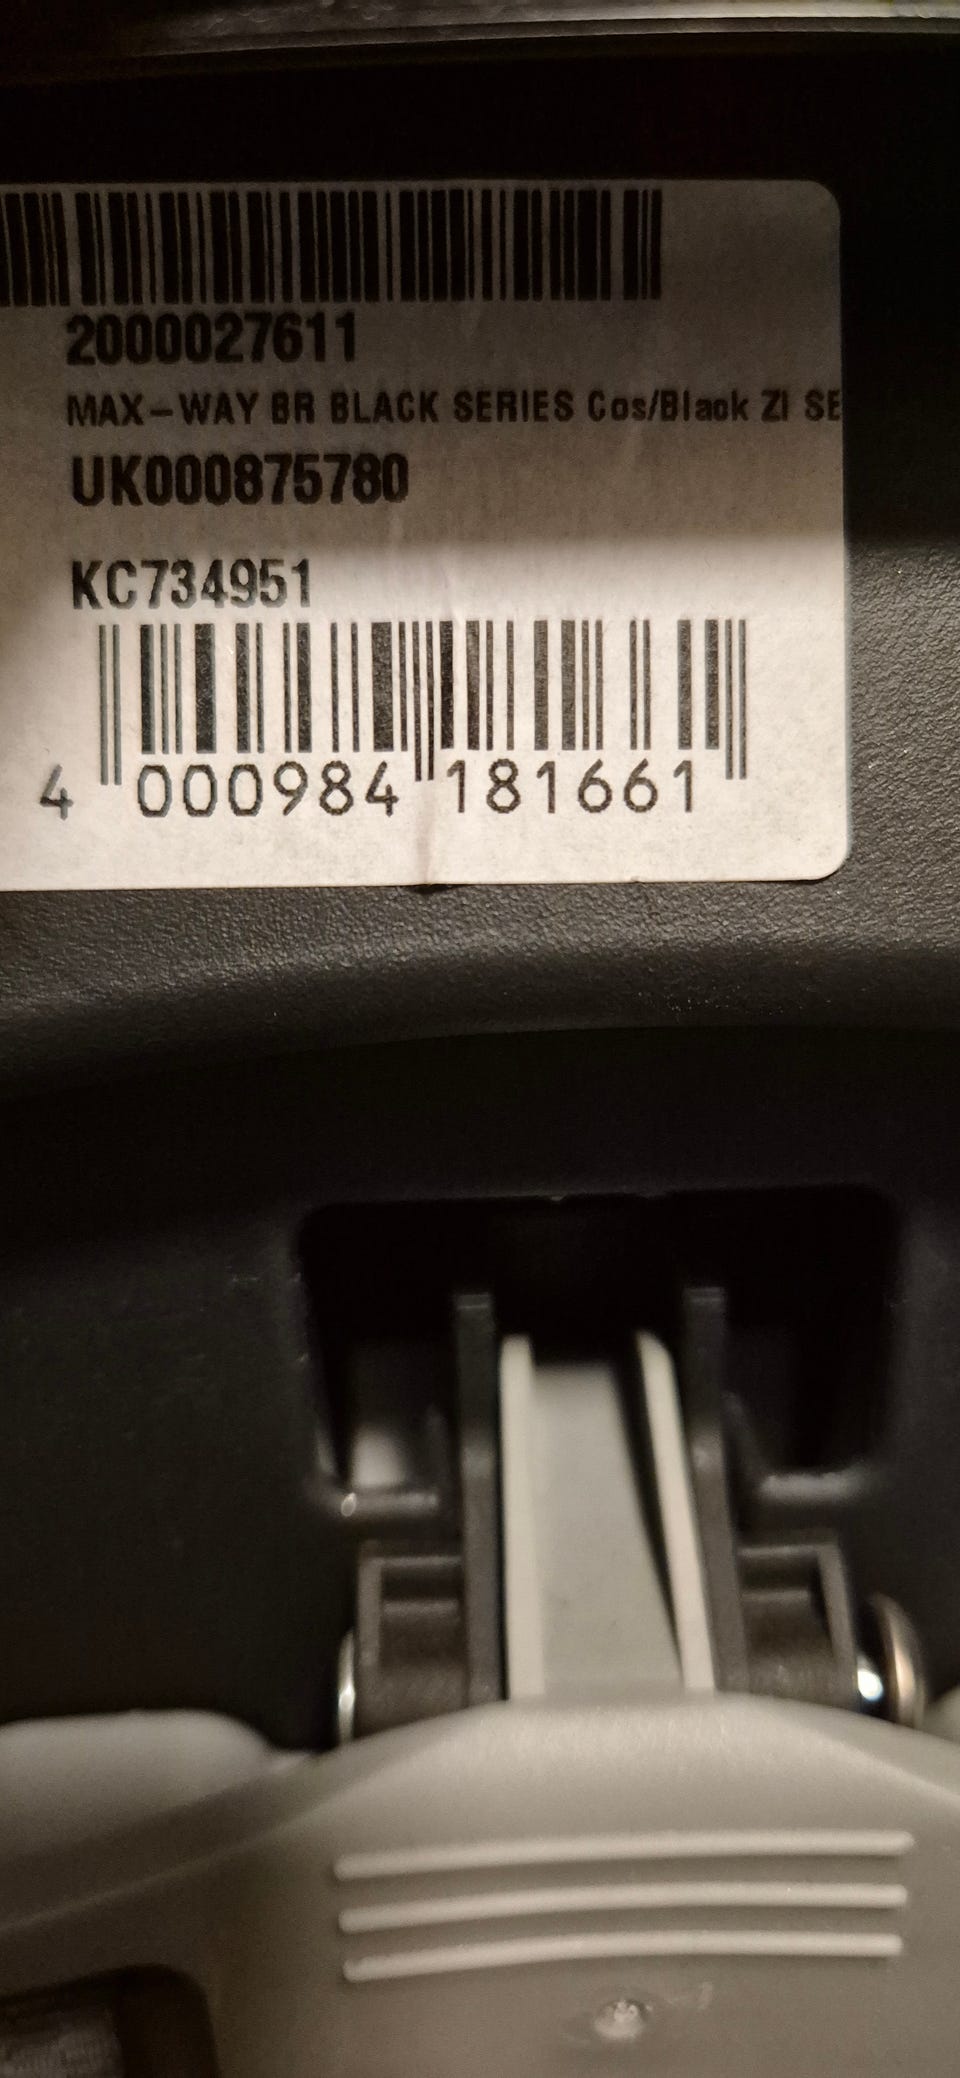 2000027611
MAX-WAY BR BLACK SERIES Cos/Black ZI SE
UK000875780
KC734951
4 000984 181661